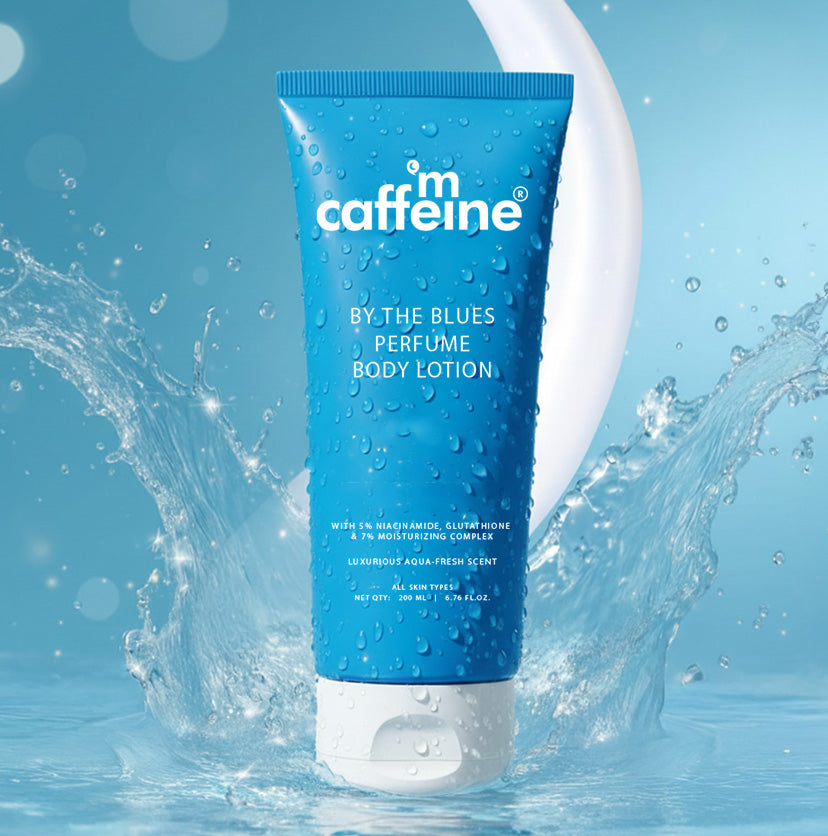 'm
caffeine®
BY THE BLUES
PERFUME
BODY LOTION
WITH 5% NIACINAMIDE, GLUTATHIONE
& 7% MOISTURIZING COMPLEX
LUXURIOUS AQUA-FRESH SCENT
ALL SKIN TYPES
NET QTY: 200 ML | 6.76 FL.OZ.